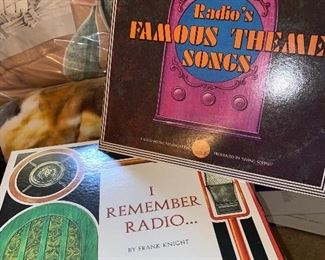 Radio's
FAMOUS THEME
SONGS
I
REMEMBER
RADIO...
BY FRANK KNIGHT